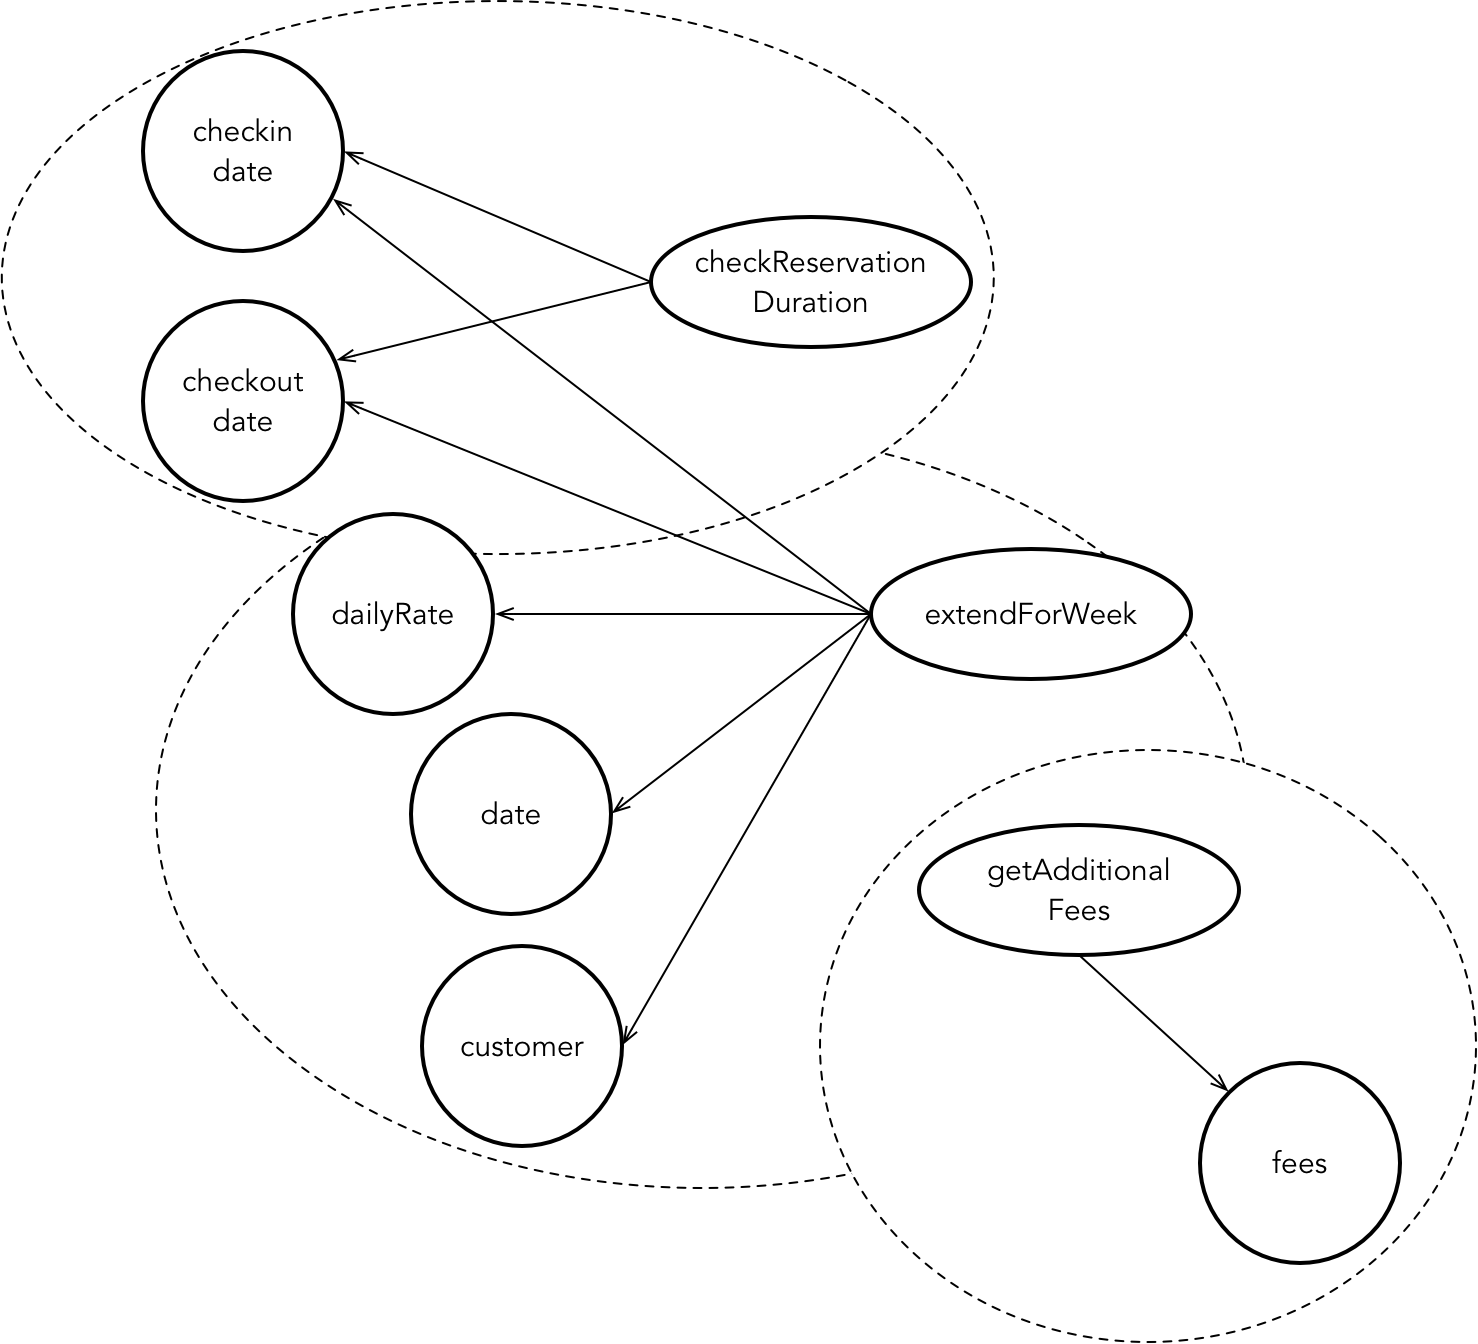 checkin
date
checkReservation
Duration
checkout
date
dailyRate
extendForWeek
date
getAdditional
Fees
customer
fees